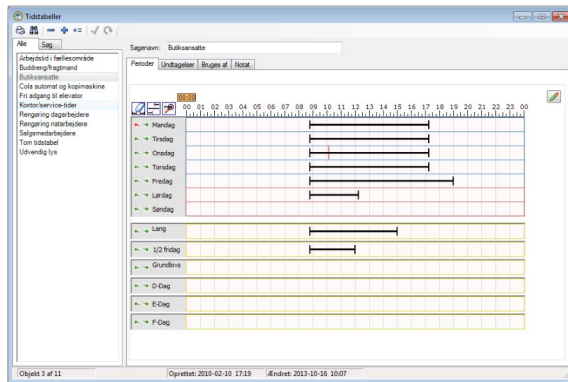 Tidstabeller
Alle Søg...
Søgenavn: Butiksansatte
Arbejdstid i fællesområde
Buddreng/fragtmand
Butiksansatte
Cola automat og kopimaskine
Fri adgang til elevator
Kontor/service-tider
Rengøring dagarbejdere
Rengøring natarbejdere
Salgsmedarbejdere
Tom tidstabel
Udvendig lys
Perioder Undtagelser Bruges af Notat
00:00
00 01 02 03 04 05 06 07 08 09 10 11 12 13 14 15 16 17 18 19 20 21 22 23 00
Mandag
Tirsdag
Onsdag
Torsdag
Fredag
Lørdag
Søndag
Lang
1/2 fridag
Grundlovs
D-Dag
E-Dag
F-Dag
Objekt 3 af 11 Oprettet: 2010-02-10 17:19 Ændret: 2013-10-16 10:07